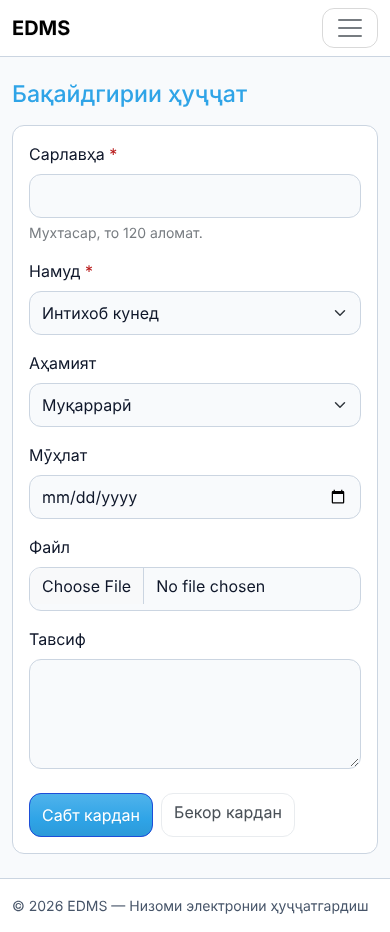 EDMS
Бақайдгирии ҳуҷҷат
Сарлавҳа *
Мухтасар, то 120 аломат.
Намуд *
Интихоб кунед
Аҳамият
Муқаррарӣ
Мӯҳлат
mm/dd/yyyy
Файл
Choose File No file chosen
Тавсиф
Сабт кардан Бекор кардан
© 2026 EDMS — Низоми электронии ҳуҷҷатгардиш